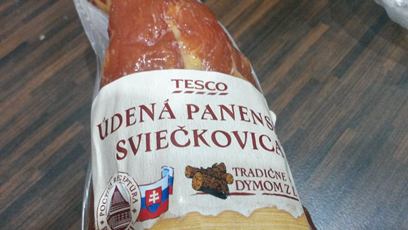 TESCO
ÚDENÁ
SVIEČKOVICA
TRADIČNE
DYMOM Z